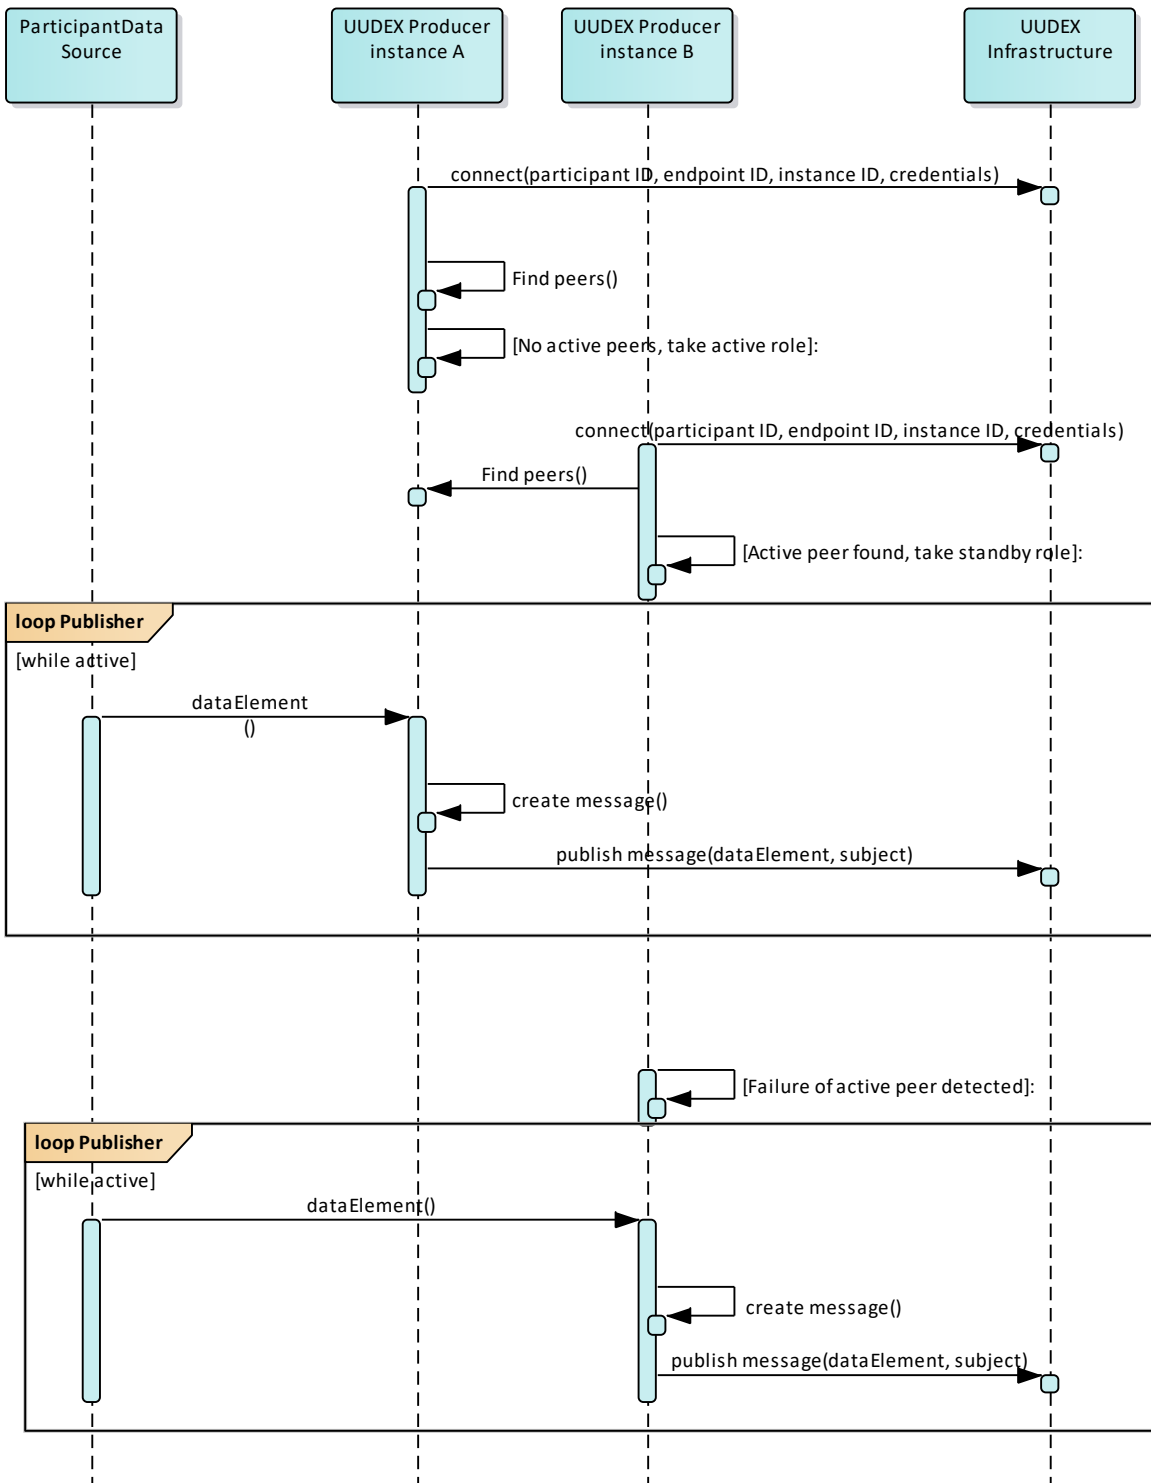 ParticipantData
Source
UUDEX Producer
instance A
UUDEX Producer
instance B
UUDEX
Infrastructure
connect(participant ID, endpoint ID, instance ID, credentials)
Find peers()
[No active peers, take active role]:
connect(participant ID, endpoint ID, instance ID, credentials)
Find peers()
[Active peer found, take standby role]:
loop Publisher
[while active]
dataElement
()
create message()
publish message(dataElement, subject)
[Failure of active peer detected]:
loop Publisher
[while active]
dataElement()
create message()
publish message(dataElement, subject)